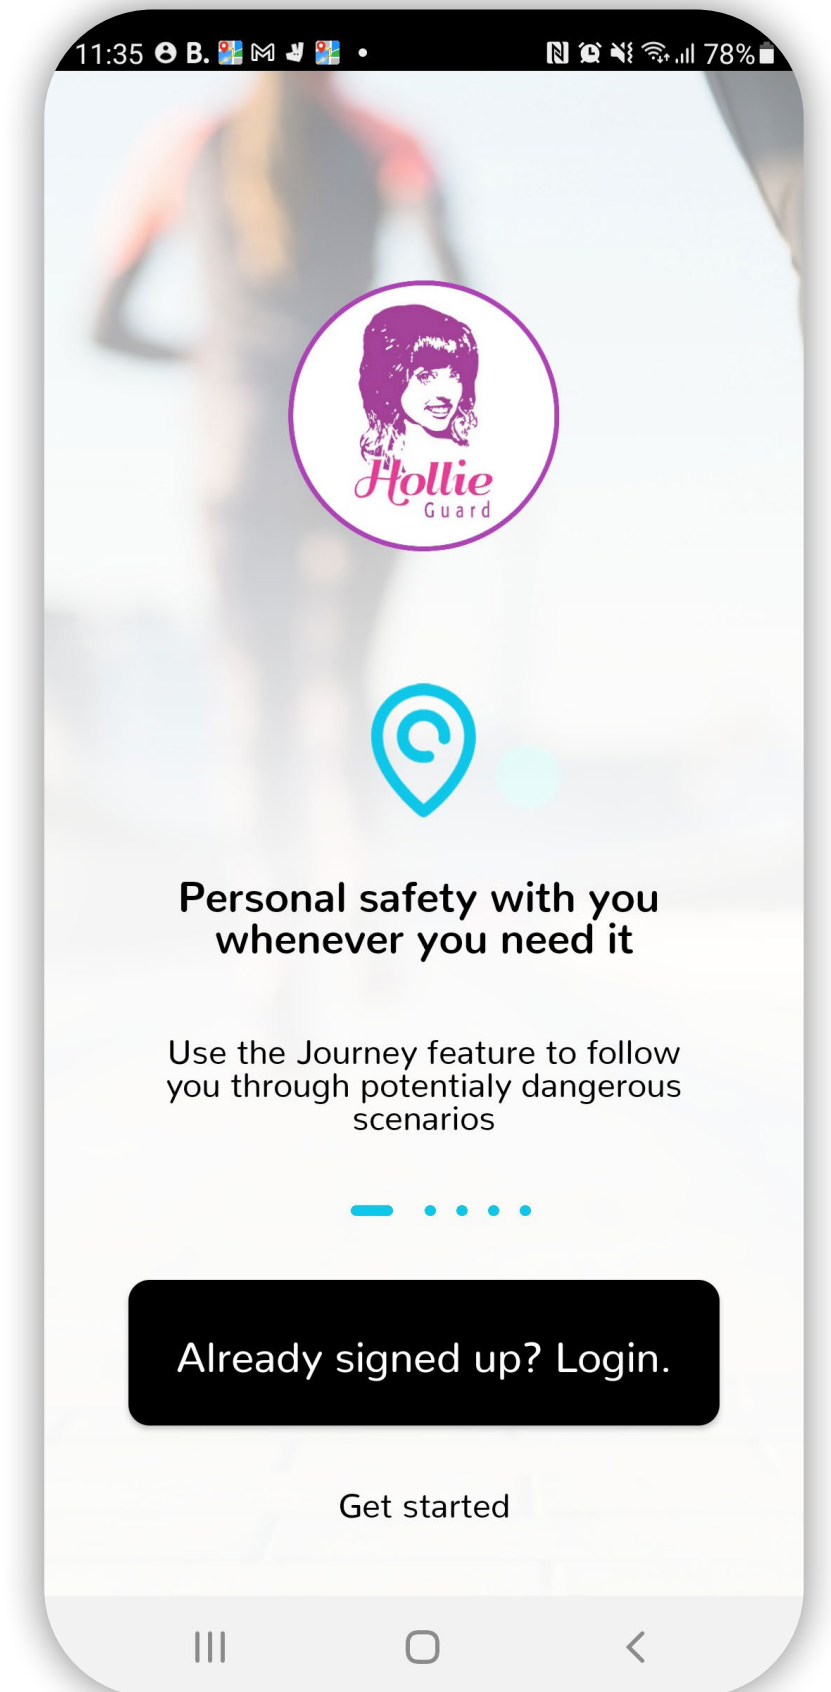 11:35 B. 78%
Hollie
Guard
Personal safety with you
whenever you need it
Use the Journey feature to follow
you through potentialy dangerous
scenarios
Already signed up? Login.
Get started